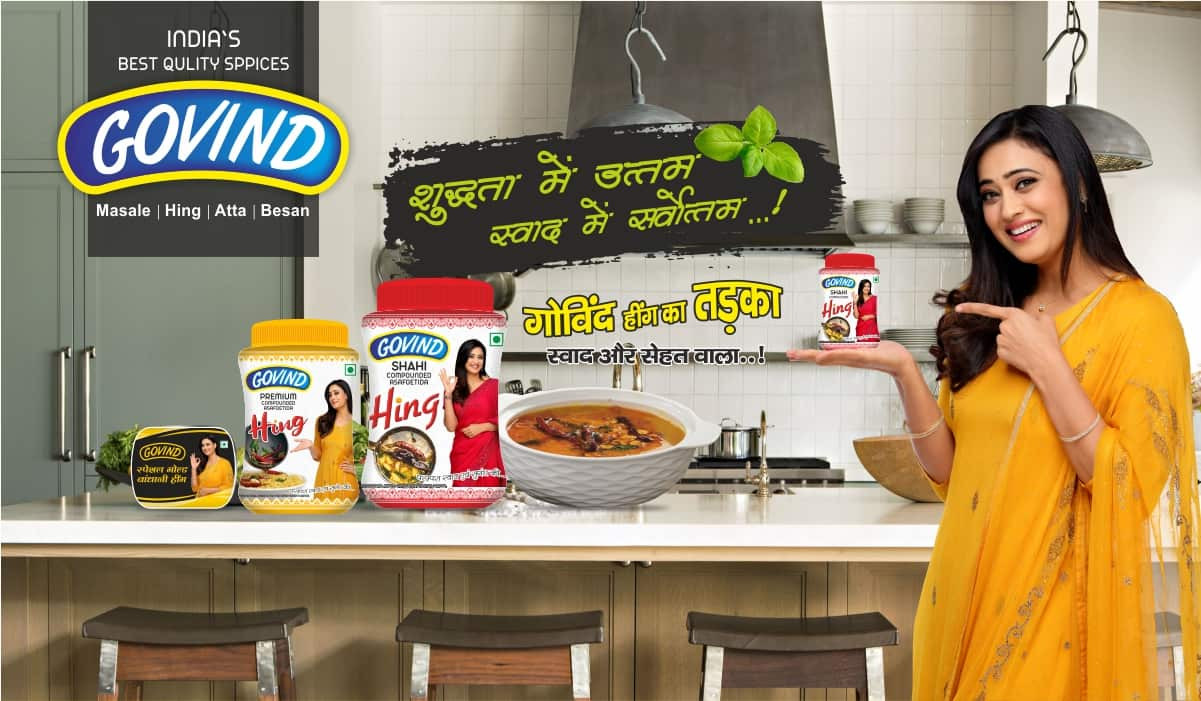 INDIA`S
BEST QULITY SPPICES
GOVIND
Masale | Hing | Atta | Besan
शुद्धता में उत्तम
स्वाद में सर्वोत्तम...!
गोविंद हींग का तड़का
स्वाद और सेहत वाला..!
GOVIND
SHAHI
Hing
GOVIND
SHAHI
COMPOUNDED
ASAFOETIDA
Hing
GOVIND
PREMIUM
COMPOUNDED
ASAFOETIDA
Hing
GOVIND
स्पेशल गोल्ड
बांधानी हींग